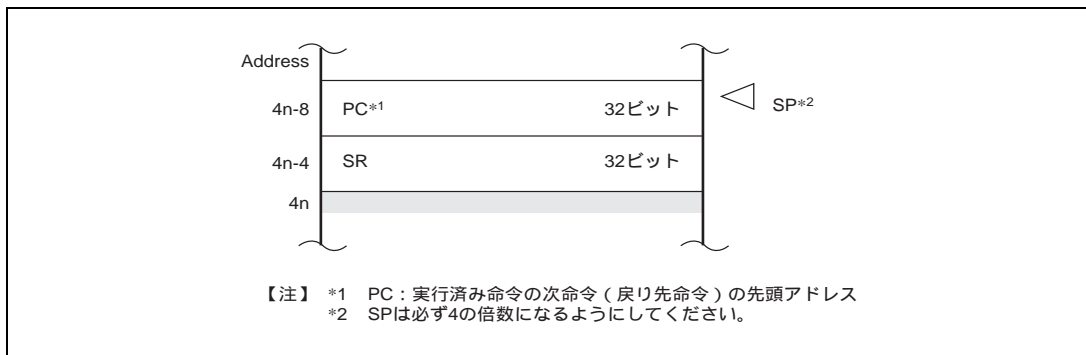 Address
4n-8 PC*1 32ビット SP*2
4n-4 SR 32ビット
4n
【注】 *1 PC：実行済み命令の次命令（戻り先命令）の先頭アドレス
*2 SPは必ず4の倍数になるようにしてください。